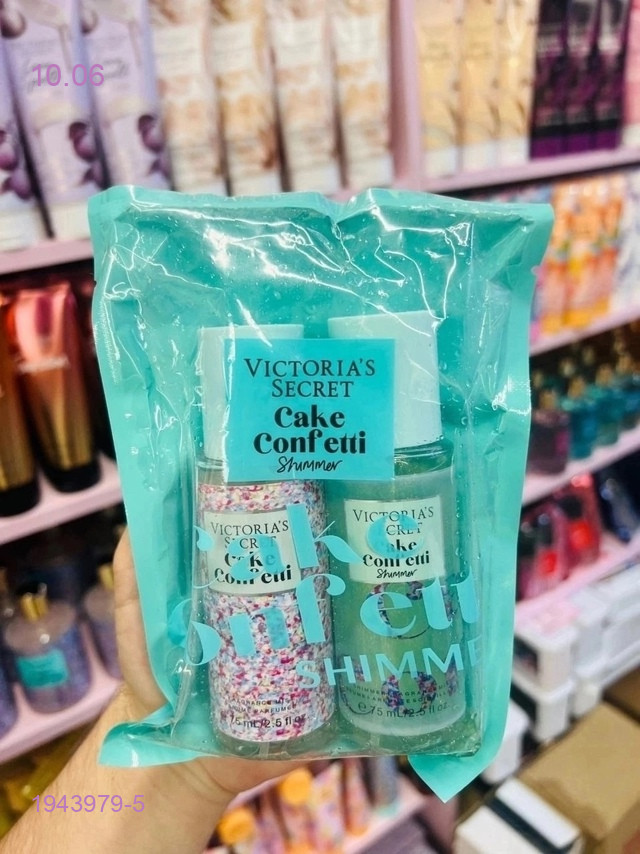 10.06
VICTORIA'S
SECRET
Cake
Confetti
Shimmer
VICTORIA'S
SECRET
Cake
Confetti
VICTORIA'S
SECRET
Cake
Confetti
Shimmer
SHIMME
75 mL/2.5 fl oz
75 mL/2.5 fl oz
1943979-5